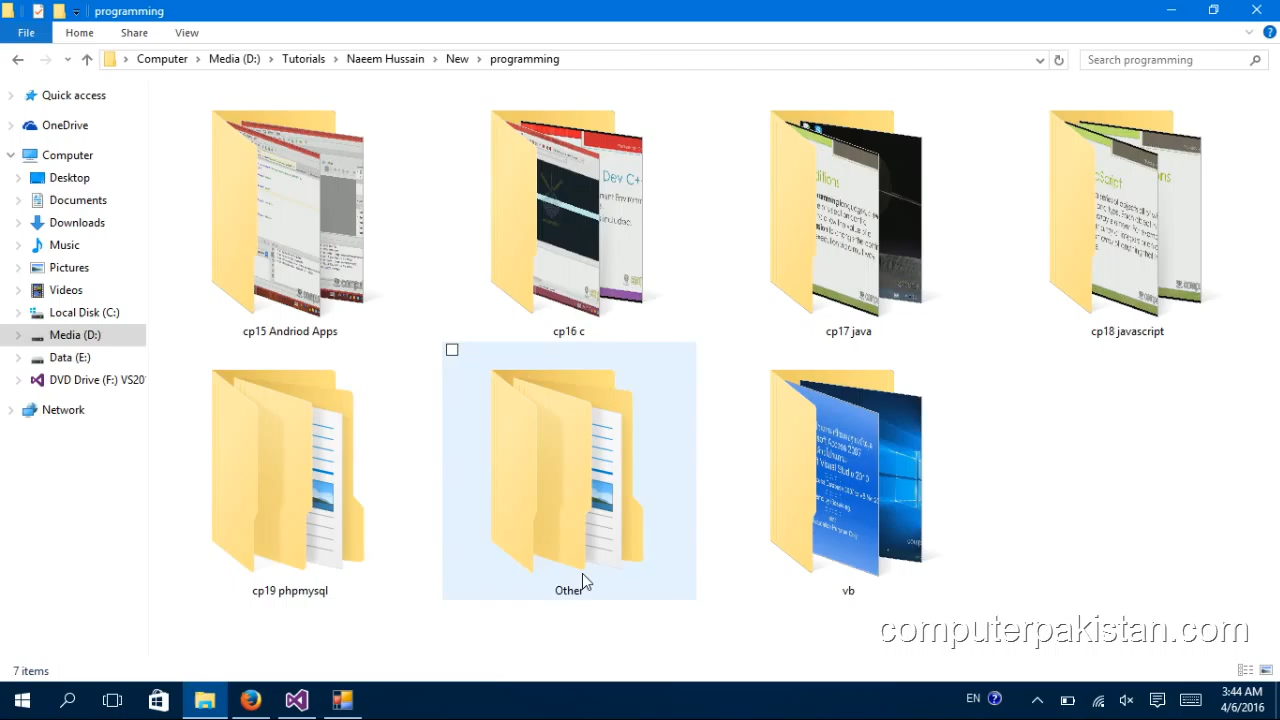 programming
File Home Share View
Computer Media (D:) Tutorials Naeem Hussain New programming
Search programming
Quick access
OneDrive
Computer
Desktop
Documents
Downloads
Music
Pictures
Videos
Local Disk (C:)
Media (D:)
Data (E:)
DVD Drive (F:) VS20
Network
cp15 Andriod Apps
cp16 c
cp17 java
cp18 javascript
Dev C+
cp19 phpmysql
Other
vb
computerpakistan.com
7 items
EN
3:44 AM
4/6/2016